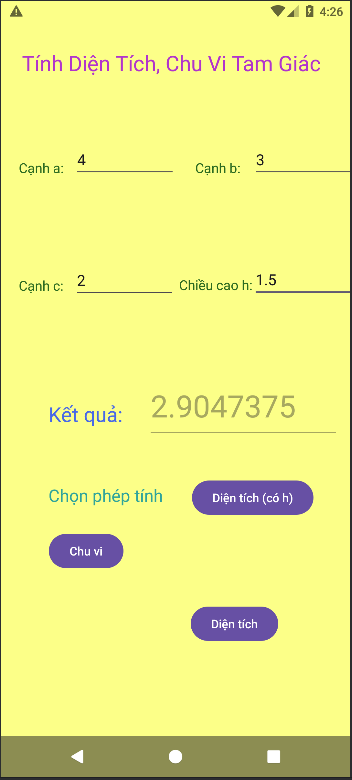 4:26
Tính Diện Tích, Chu Vi Tam Giác
Cạnh a: 4 Cạnh b: 3
Cạnh c: 2 Chiều cao h: 1.5
Kết quả: 2.9047375
Chọn phép tính Diện tích (có h)
Chu vi
Diện tích